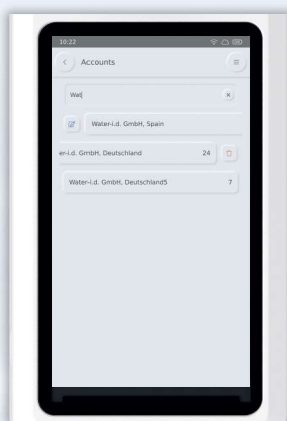 10:22
Accounts
Wat
Water-i.d. GmbH, Spain
er-i.d. GmbH, Deutschland 24
Water-i.d. GmbH, Deutschland5 7